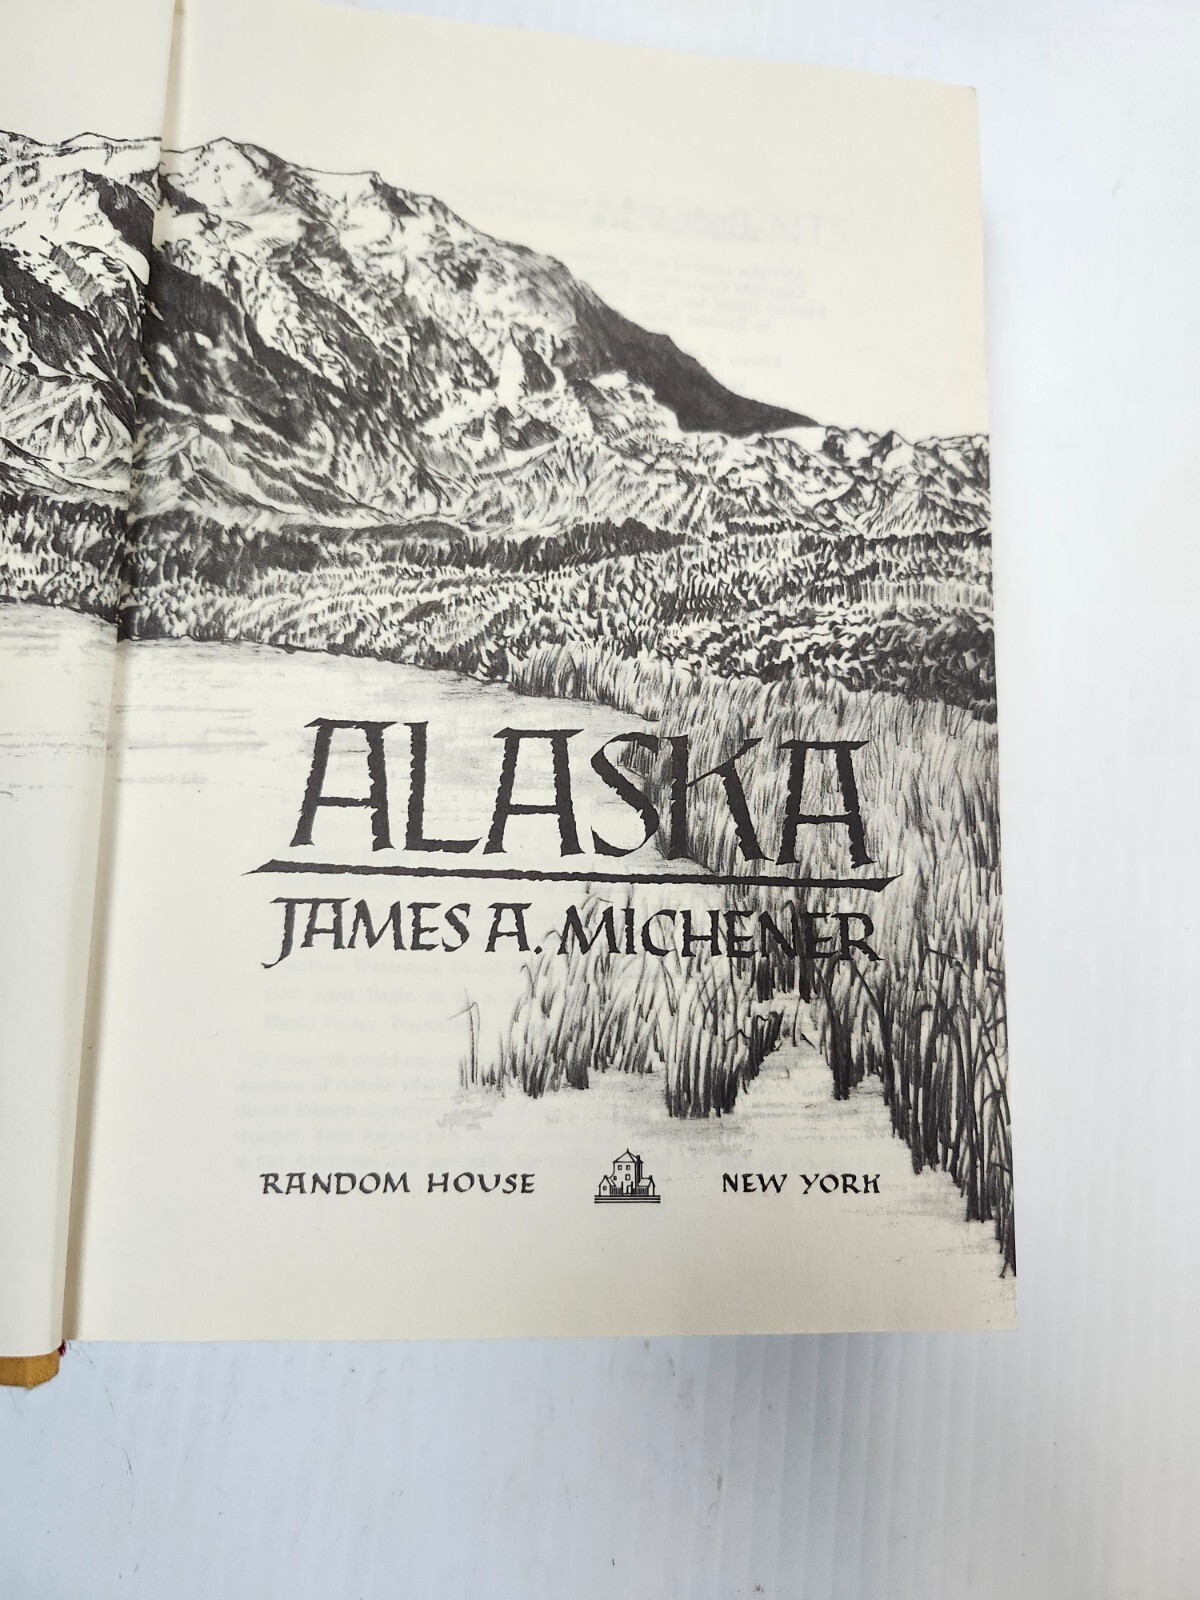 ALASKA
JAMES A. MICHENER
RANDOM HOUSE NEW YORK